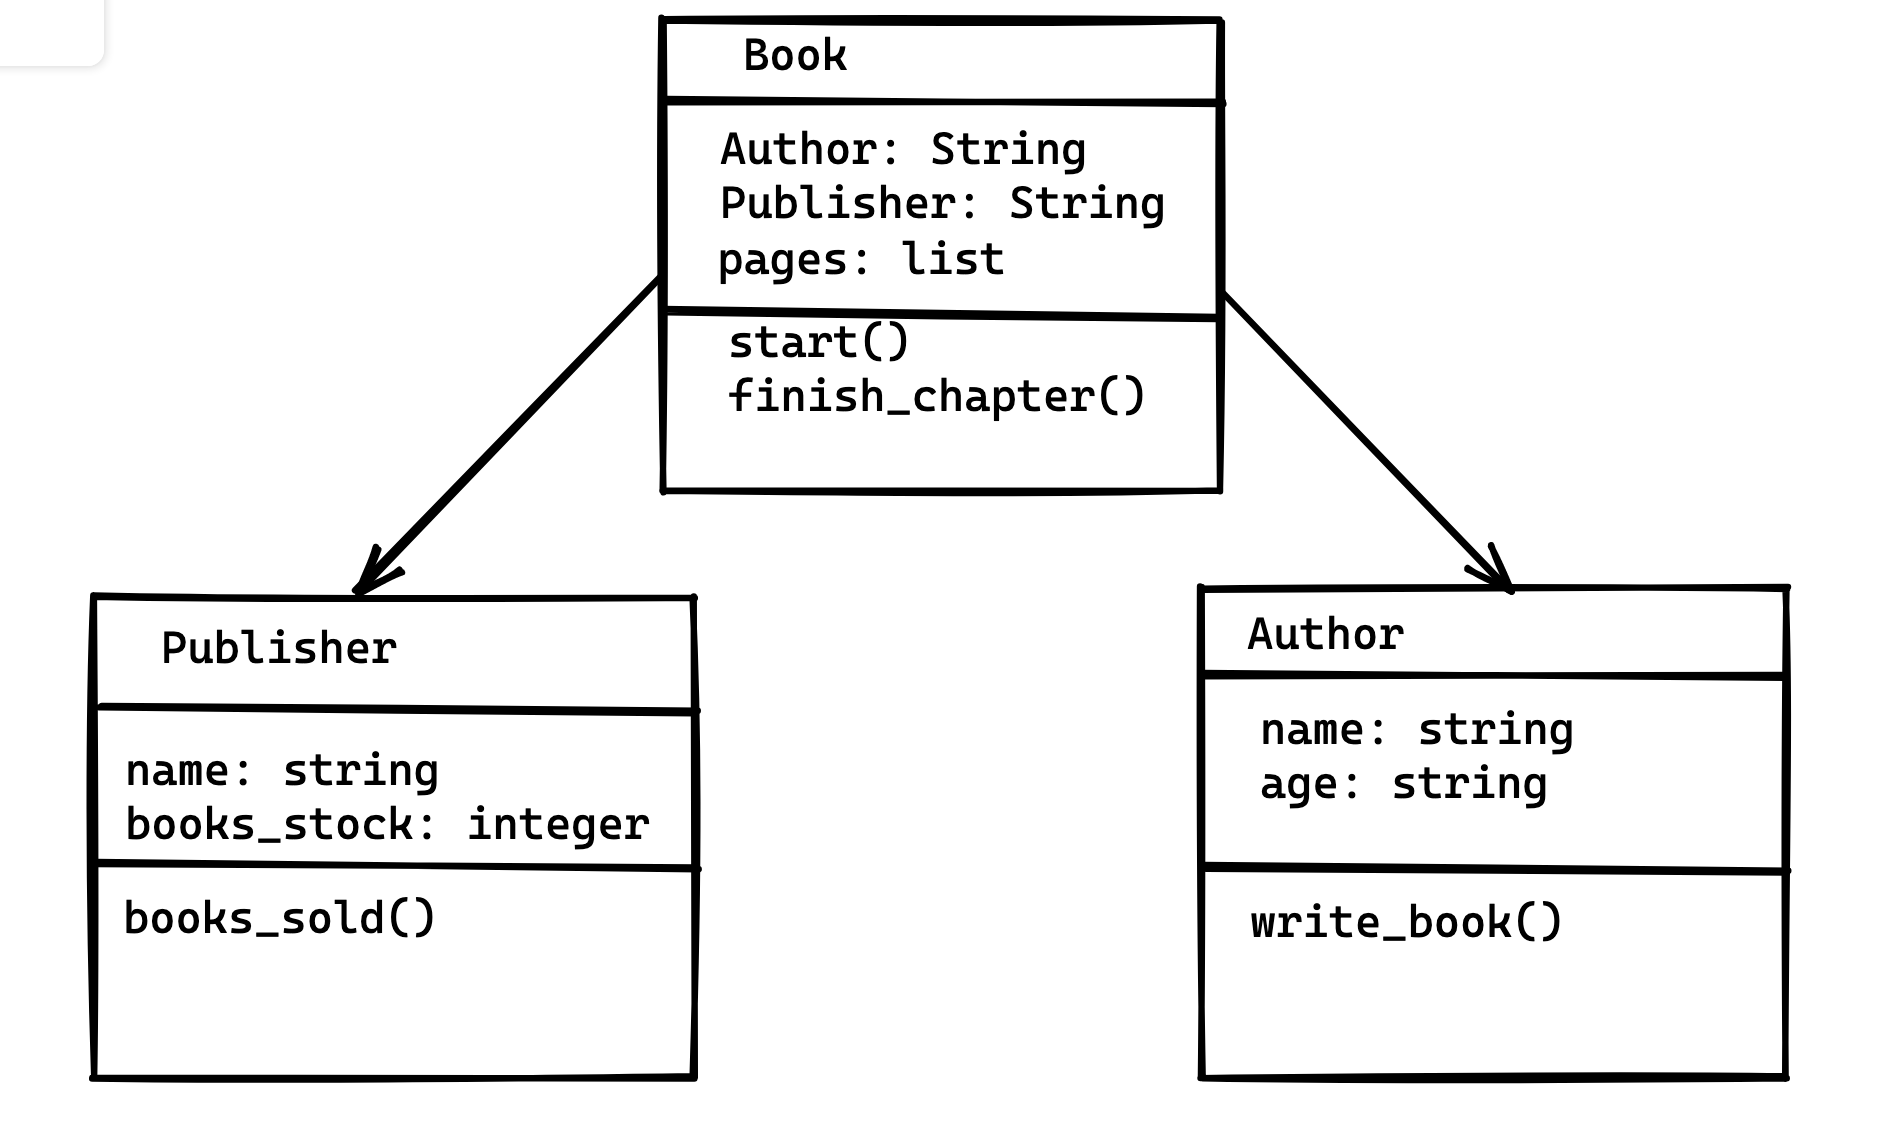 Book
Author: String
Publisher: String
pages: list
start()
finish_chapter()
Publisher
name: string
books_stock: integer
books_sold()
Author
name: string
age: string
write_book()